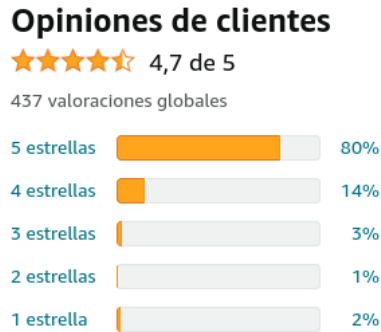 Opiniones de clientes
4,7 de 5
437 valoraciones globales
5 estrellas 80%
4 estrellas 14%
3 estrellas 3%
2 estrellas 1%
1 estrella 2%